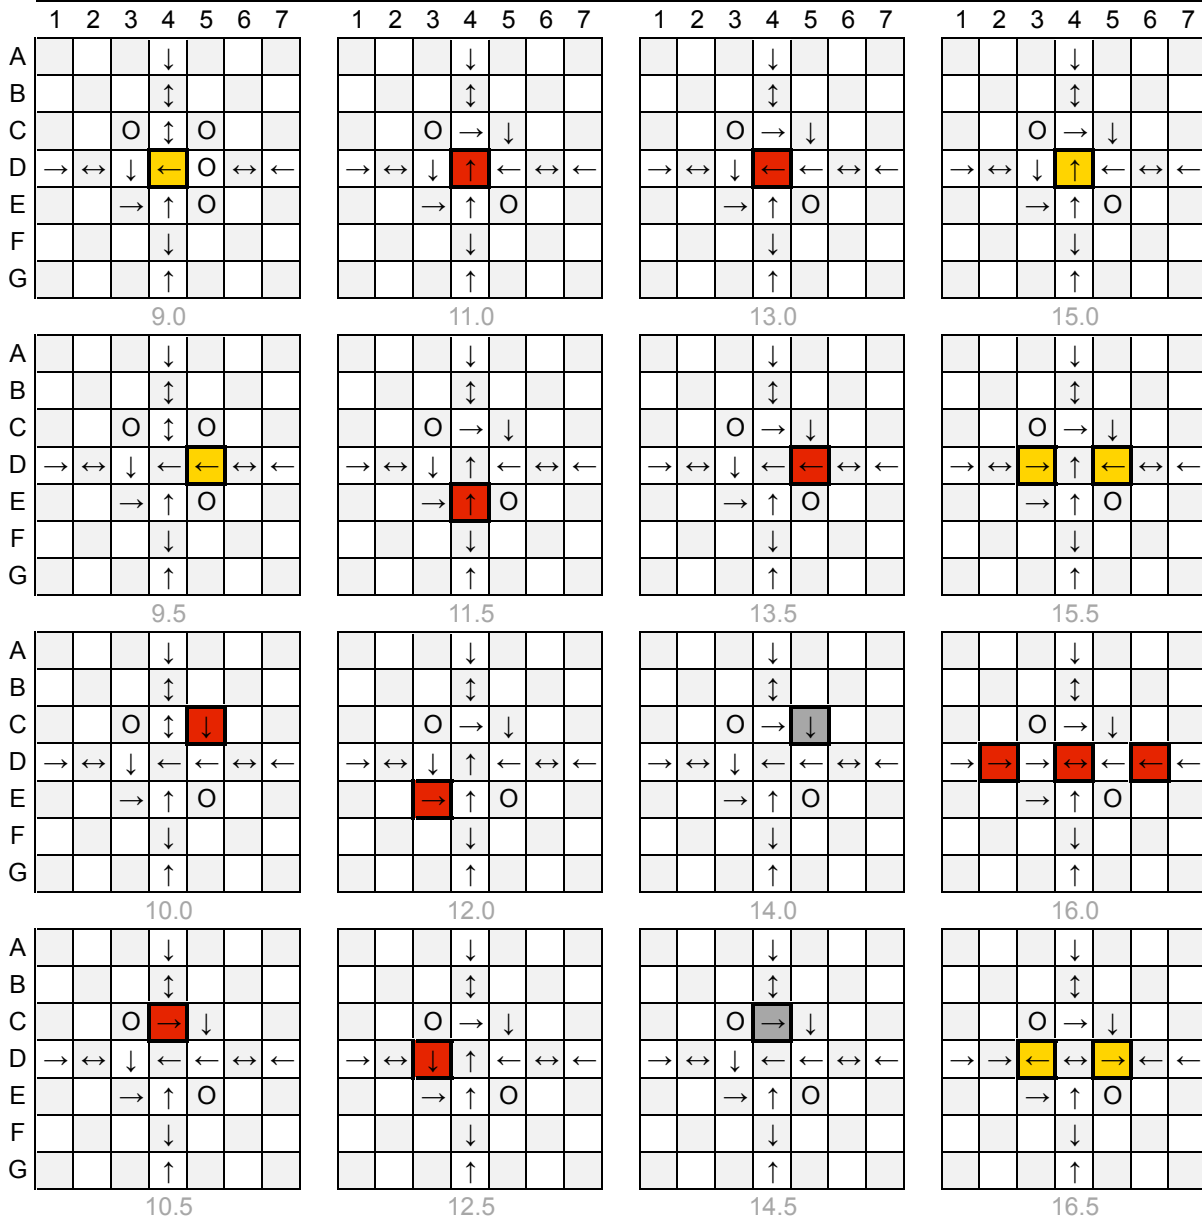 1 2 3 4 5 6 7 1 2 3 4 5 6 7 1 2 3 4 5 6 7 1 2 3 4 5 6 7
A ↓ ↓ ↓ ↓
B ↕ ↕ ↕ ↕
C O ↕ O O → ↓ O → ↓ O → ↓
D → ↔ ↓ ← O ↔ ← → ↔ ↓ ↑ ← ↔ ← → ↔ ↓ ← ← ↔ ← → ↔ ↓ ↑ ← ↔ ←
E → ↑ O → ↑ O → ↑ O → ↑ O
F ↓ ↓ ↓ ↓
G ↑ ↑ ↑ ↑
9.0 11.0 13.0 15.0
A ↓ ↓ ↓ ↓
B ↕ ↕ ↕ ↕
C O ↕ O O → ↓ O → ↓ O → ↓
D → ↔ ↓ ← ← ↔ ← → ↔ ↓ ↑ ← ↔ ← → ↔ ↓ ← ← ↔ ← → ↔ → ↑ ← ↔ ←
E → ↑ O → ↑ O → ↑ O → ↑ O
F ↓ ↓ ↓ ↓
G ↑ ↑ ↑ ↑
9.5 11.5 13.5 15.5
A ↓ ↓ ↓ ↓
B ↕ ↕ ↕ ↕
C O ↕ ↓ O → ↓ O → ↓ O → ↓
D → ↔ ↓ ← ← ↔ ← → ↔ ↓ ↑ ← ↔ ← → ↔ ↓ ← ← ↔ ← → → → ↔ ← ← ←
E → ↑ O → ↑ O → ↑ O → ↑ O
F ↓ ↓ ↓ ↓
G ↑ ↑ ↑ ↑
10.0 12.0 14.0 16.0
A ↓ ↓ ↓ ↓
B ↕ ↕ ↕ ↕
C O → ↓ O → ↓ O → ↓ O → ↓
D → ↔ ↓ ← ← ↔ ← → ↔ ↓ ↑ ← ↔ ← → ↔ ↓ ← ← ↔ ← → → ← ↔ → ← ←
E → ↑ O → ↑ O → ↑ O → ↑ O
F ↓ ↓ ↓ ↓
G ↑ ↑ ↑ ↑
10.5 12.5 14.5 16.5